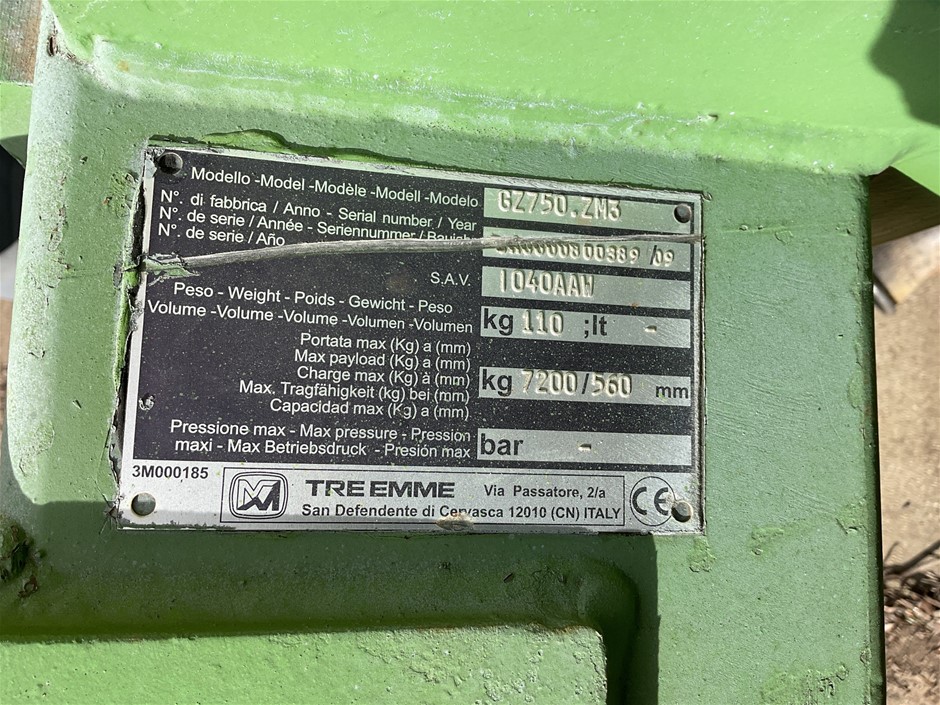 Modello -Model -Modèle -Modell -Modelo GZ750.ZM3
N°. di fabbrica / Anno - Serial number / Year
N°. de serie / Année - Seriennummer / Baujah
N°. de serie / Año /09
S.A.V. 1040AAW
Peso - Weight - Poids - Gewicht - Peso
Volume -Volume -Volume -Volumen -Volumen kg 110 ;lt -
Portata max (Kg) a (mm)
Max payload (Kg) a (mm)
Charge max (Kg) à (mm) kg 7200/560 mm
Max. Tragfähigkeit (kg) bei (mm)
Capacidad max (Kg) a (mm)
Pressione max - Max pressure - Pression
maxi - Max Betriebsdruck - Presión max bar -
3M000185
TRE EMME Via Passatore, 2/a
San Defendente di Cervasca 12010 (CN) ITALY
CE